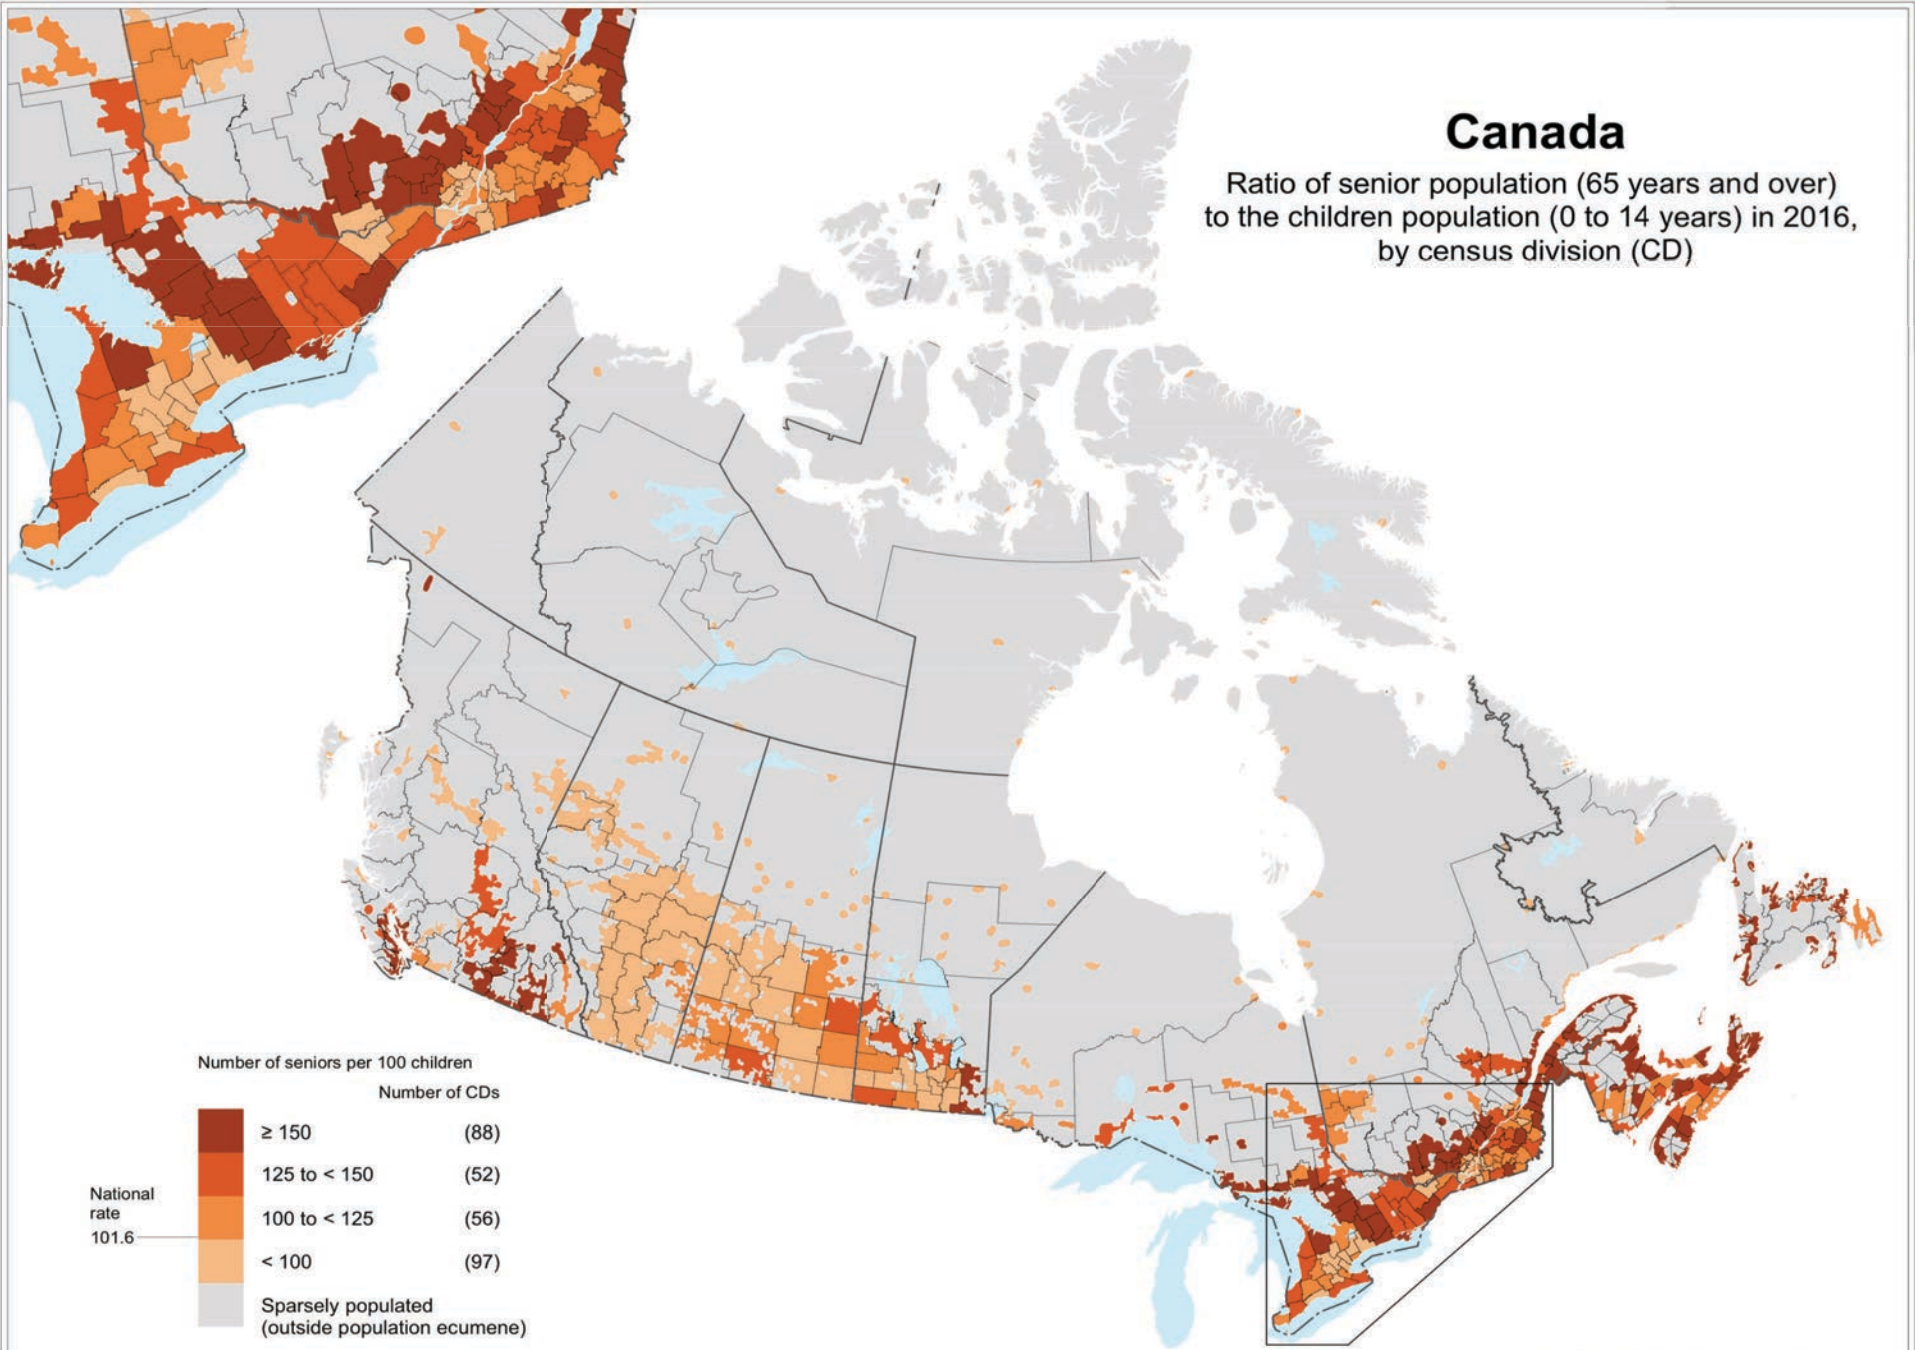 Canada
Ratio of senior population (65 years and over)
to the children population (0 to 14 years) in 2016,
by census division (CD)
Number of seniors per 100 children
Number of CDs
≥ 150 (88)
125 to < 150 (52)
100 to < 125 (56)
National
rate
101.6
< 100 (97)
Sparsely populated
(outside population ecumene)